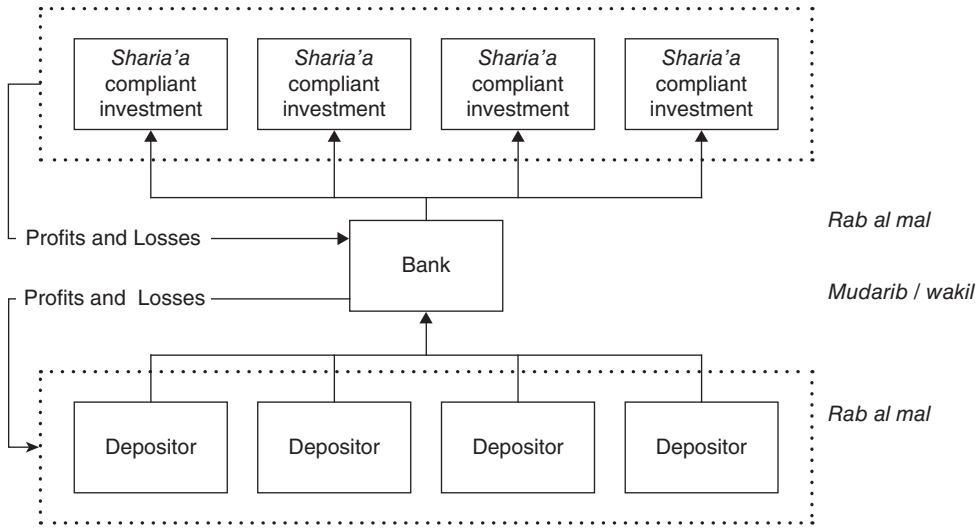 Sharia’a
compliant
investment
Sharia’a
compliant
investment
Sharia’a
compliant
investment
Sharia’a
compliant
investment
Rab al mal
Profits and Losses
Bank
Mudarib / wakil
Profits and Losses
Rab al mal
Depositor
Depositor
Depositor
Depositor